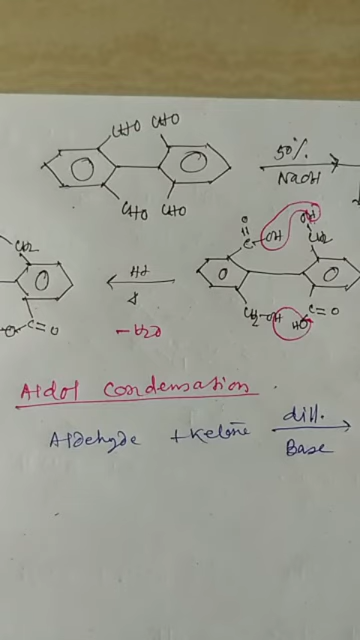 CHO CHO
CHO CHO
50%
NaOH
O
C-OH
OH
CH2
CH2-OH
HO
C=O
H+
Δ
-H2O
CH2
O-C=O
Aldol condensation.
Aldehyde + Ketone
dill.
Base